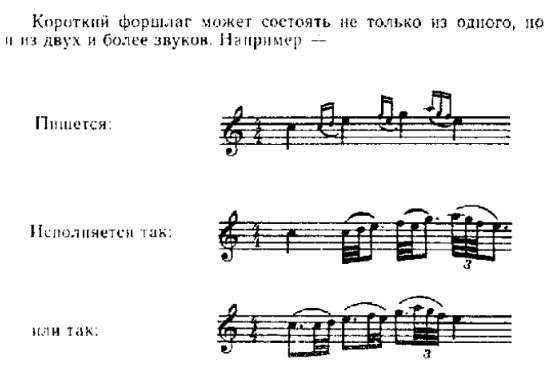 Короткий форшлаг может состоять не только из одного, но
и из двух и более звуков. Например —
Пишется:
Исполняется так:
3
или так:
3